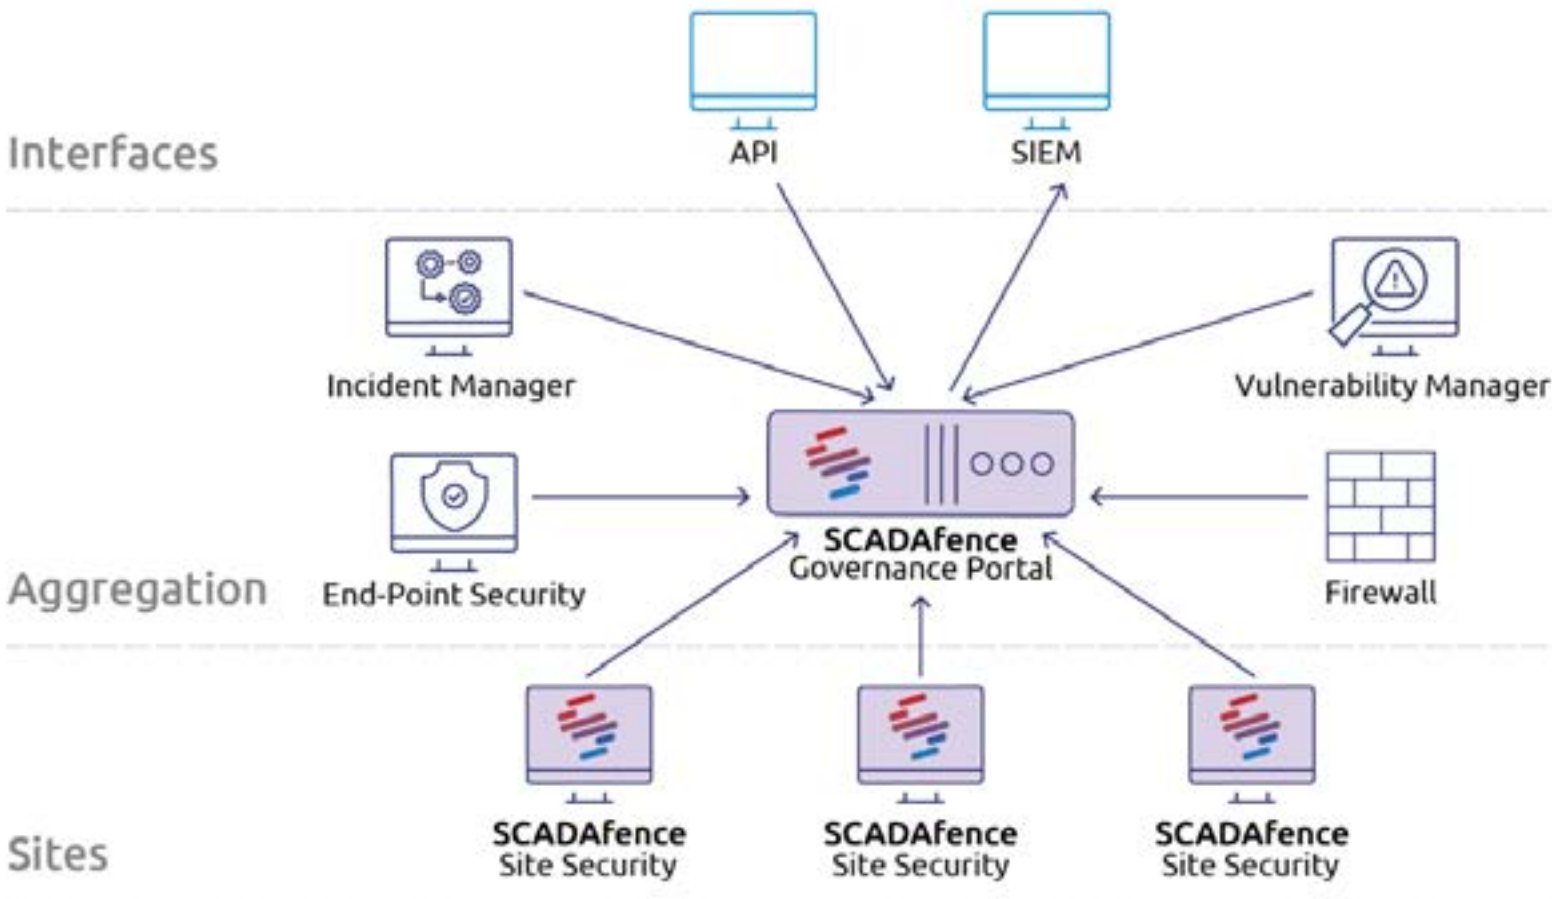 API
SIEM
Interfaces
Incident Manager
Vulnerability Manager
SCADAfence
Governance Portal
Aggregation
End-Point Security
Firewall
SCADAfence
Site Security
SCADAfence
Site Security
SCADAfence
Site Security
Sites